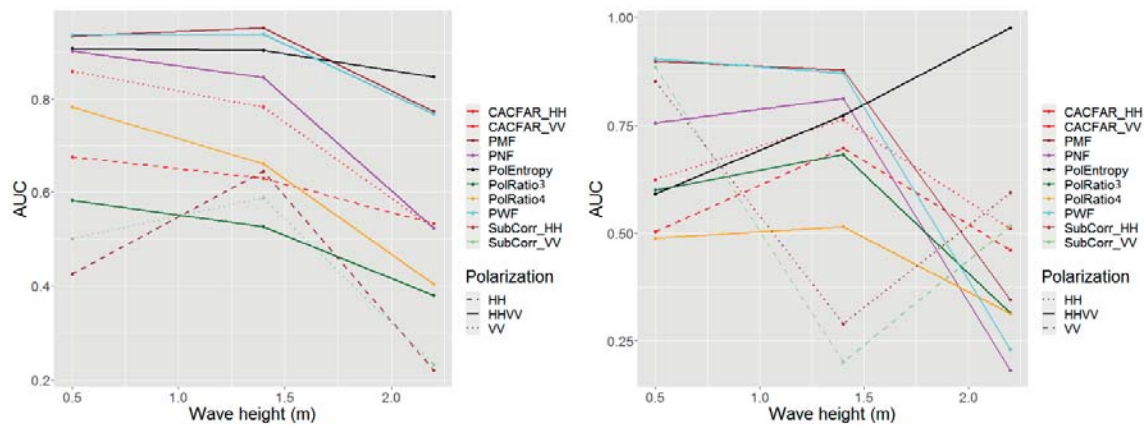 AUC
0.8
0.6
0.4
0.2
0.5
1.0
1.5
2.0
Wave height (m)
CACFAR_HH
CACFAR_VV
PMF
PNF
PolEntropy
PolRatio³
PolRatio4
PWF
SubCorr_HH
SubCorr_VV
Polarization
HH
HHVV
VV
AUC
1.00
0.75
0.50
0.25
0.5
1.0
1.5
2.0
Wave height (m)
CACFAR_HH
CACFAR_VV
PMF
PNF
PolEntropy
PolRatio³
PolRatio4
PWF
SubCorr_HH
SubCorr_VV
Polarization
HH
HHVV
VV